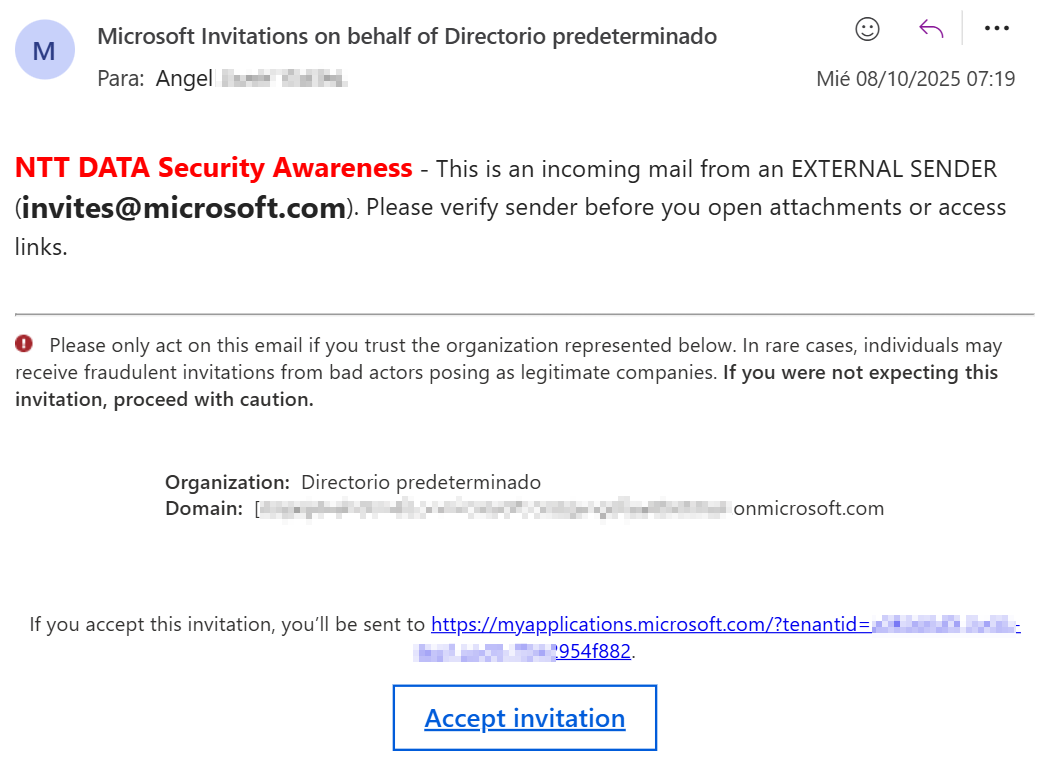 M
Microsoft Invitations on behalf of Directorio predeterminado
Para: Angel
Mié 08/10/2025 07:19
NTT DATA Security Awareness - This is an incoming mail from an EXTERNAL SENDER
(invites@microsoft.com). Please verify sender before you open attachments or access
links.
Please only act on this email if you trust the organization represented below. In rare cases, individuals may
receive fraudulent invitations from bad actors posing as legitimate companies. If you were not expecting this
invitation, proceed with caution.
Organization: Directorio predeterminado
Domain: [ onmicrosoft.com
If you accept this invitation, you’ll be sent to https://myapplications.microsoft.com/?tenantid=
2954f882.
Accept invitation